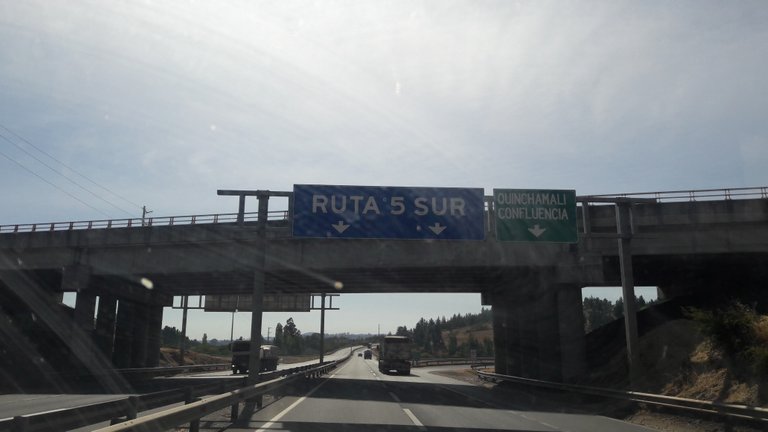 RUTA 5 SUR
QUINCHAMALI
CONFLUENCIA